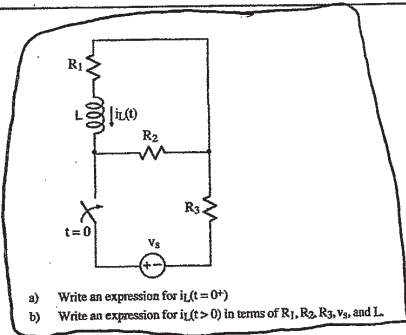 R1
L iL(t)
R2
R3
t=0
vs
+ −
a) Write an expression for iL(t = 0+)
b) Write an expression for iL(t > 0) in terms of R1, R2, R3, vs, and L.